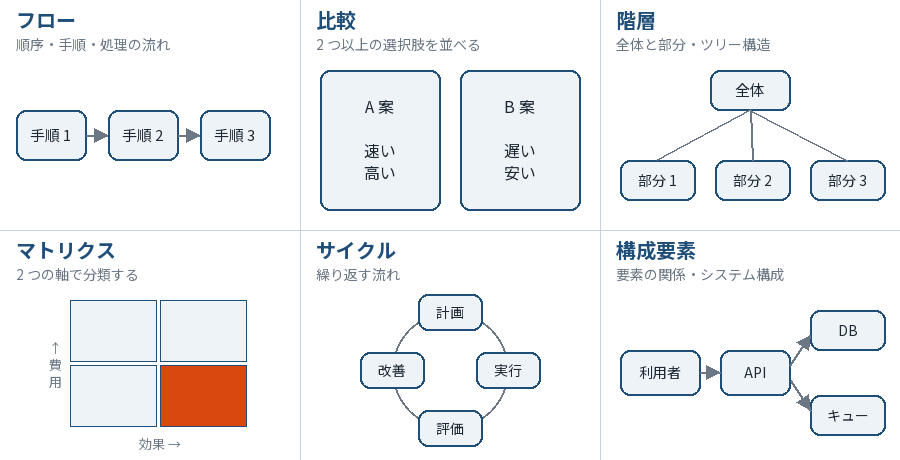 フロー
順序・手順・処理の流れ
手順 1
手順 2
手順 3
比較
2 つ以上の選択肢を並べる
A 案
速い
高い
B 案
遅い
安い
階層
全体と部分・ツリー構造
全体
部分 1
部分 2
部分 3
マトリクス
2 つの軸で分類する
↑
費
用
効果 →
サイクル
繰り返す流れ
計画
改善
実行
評価
構成要素
要素の関係・システム構成
利用者
API
DB
キュー